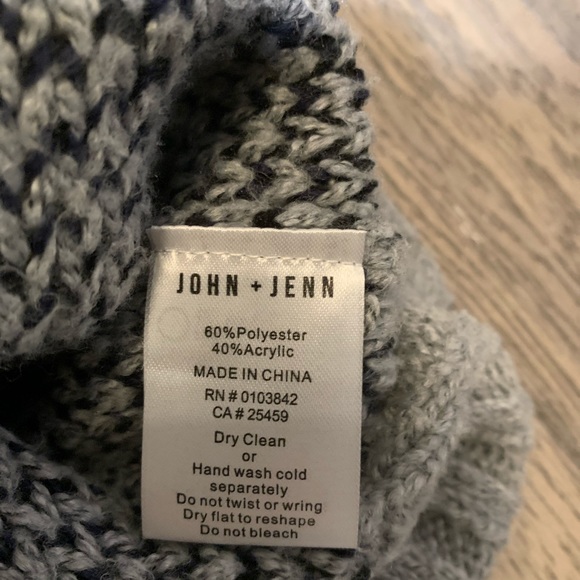 JOHN + JENN
60%Polyester
40%Acrylic
MADE IN CHINA
RN # 0103842
CA # 25459
Dry Clean
or
Hand wash cold
separately
Do not twist or wring
Dry flat to reshape
Do not bleach